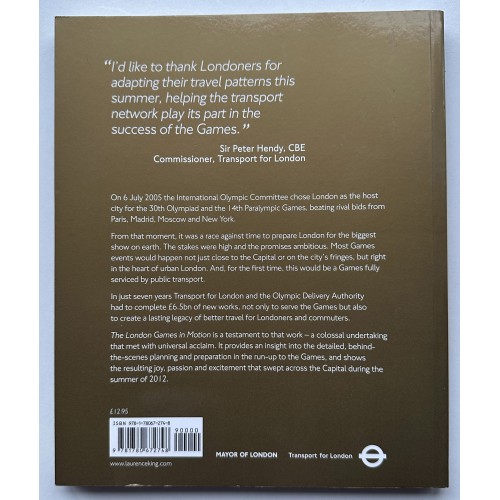 “I’d like to thank Londoners for
adapting their travel patterns this
summer, helping the transport
network play its part in the
success of the Games.”
Sir Peter Hendy, CBE
Commissioner, Transport for London
On 6 July 2005 the International Olympic Committee chose London as the host
city for the 30th Olympiad and the 14th Paralympic Games, beating rival bids from
Paris, Madrid, Moscow and New York.
From that moment, it was a race against time to prepare London for the biggest
show on earth. The stakes were high and the promises ambitious. Most Games
events would happen not just close to the Capital or on the city’s fringes, but right
in the heart of urban London. And, for the first time, this would be a Games fully
serviced by public transport.
In just seven years Transport for London and the Olympic Delivery Authority
had to complete £6.5bn of new works, not only to serve the Games but also
to create a lasting legacy of better travel for Londoners and commuters.
The London Games in Motion is a testament to that work – a colossal undertaking
that met with universal acclaim. It provides an insight into the detailed, behind-
the-scenes planning and preparation in the run-up to the Games, and shows
the resulting joy, passion and excitement that swept across the Capital during the
summer of 2012.
£12.95
ISBN 978-1-78067-274-8
90000
9 781780 672748
www.laurenceking.com
MAYOR OF LONDON
Transport for London